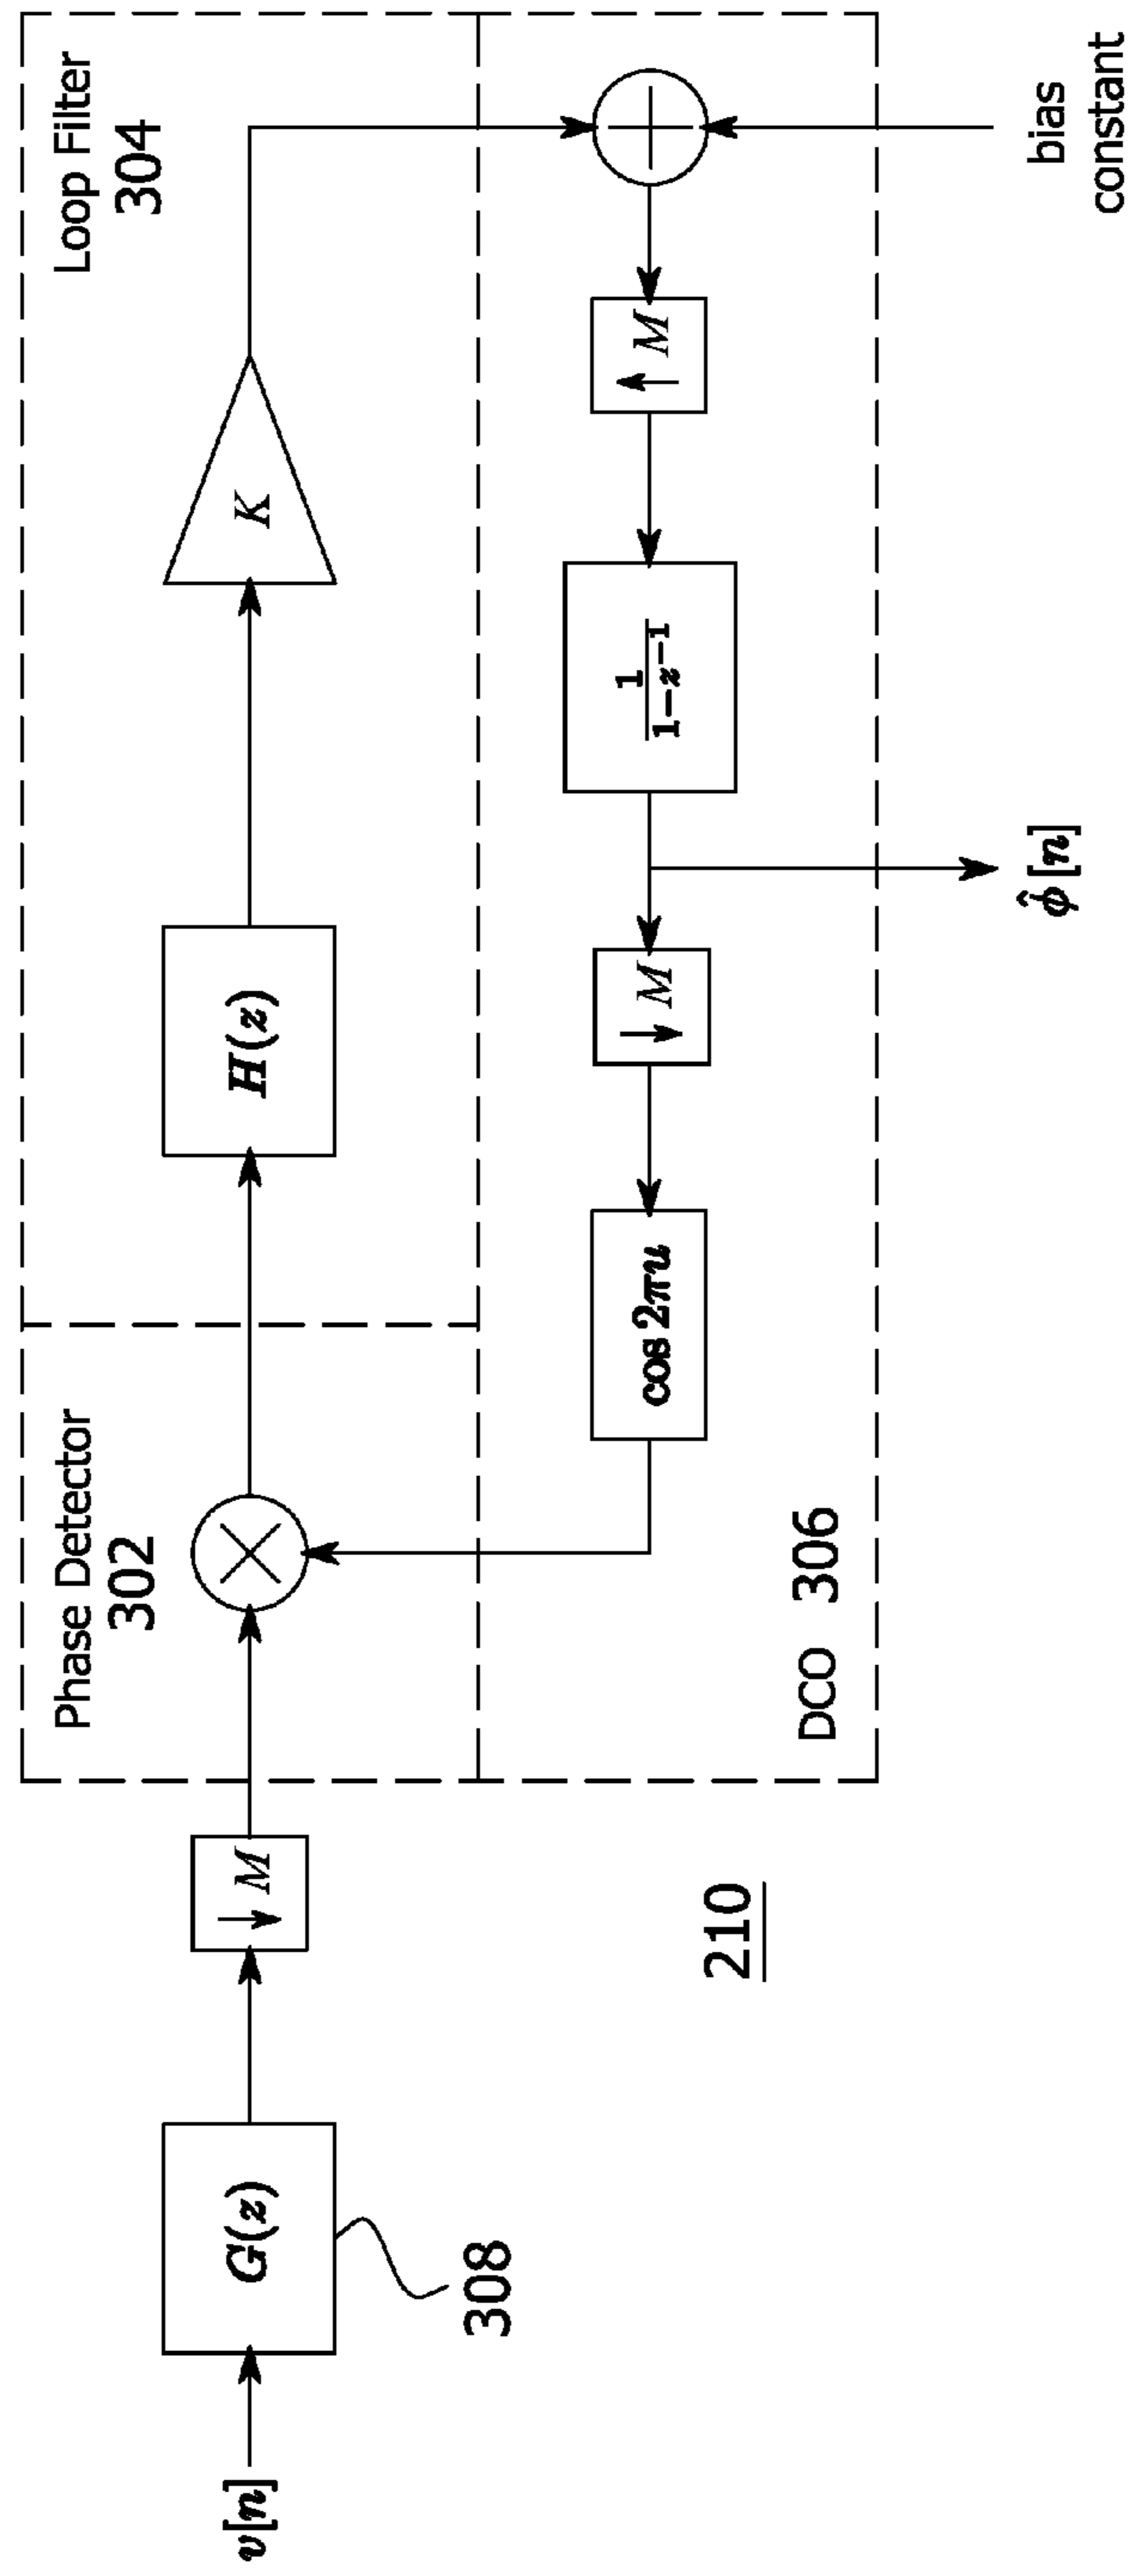 v[n]
G(z)
308
↓M
Phase Detector
302
Loop Filter
304
H(z)
K
cos 2πu
↓M
1/(1−z⁻¹)
↑M
DCO 306
210
ϕ̂[n]
bias
constant